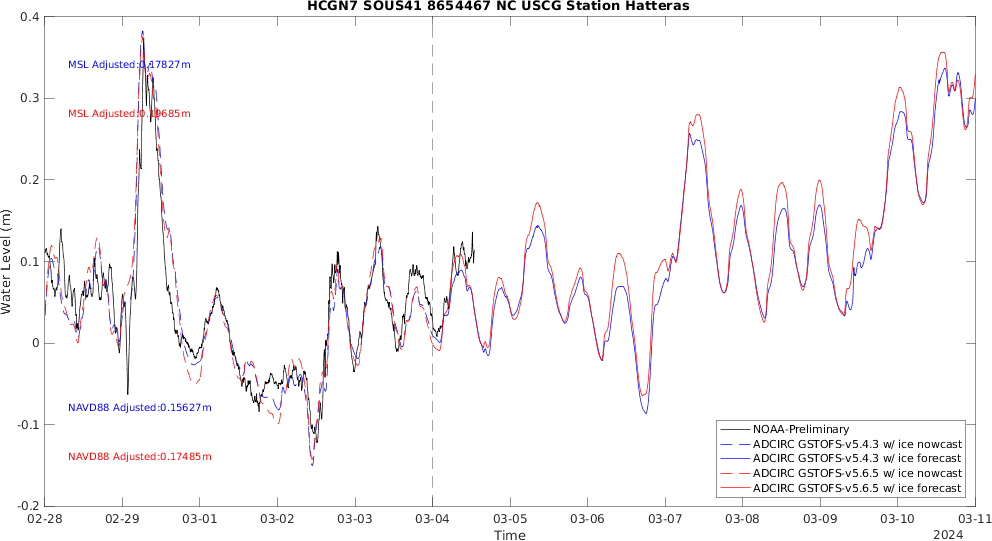 HCGN7 SOUS41 8654467 NC USCG Station Hatteras
0.4
0.3
0.2
0.1
0
-0.1
-0.2
Water Level (m)
MSL Adjusted:0.17827m
MSL Adjusted:0.19685m
NAVD88 Adjusted:0.15627m
NAVD88 Adjusted:0.17485m
NOAA-Preliminary
ADCIRC GSTOFS-v5.4.3 w/ ice nowcast
ADCIRC GSTOFS-v5.4.3 w/ ice forecast
ADCIRC GSTOFS-v5.6.5 w/ ice nowcast
ADCIRC GSTOFS-v5.6.5 w/ ice forecast
02-28 02-29 03-01 03-02 03-03 03-04 03-05 03-06 03-07 03-08 03-09 03-10 03-11
Time
2024